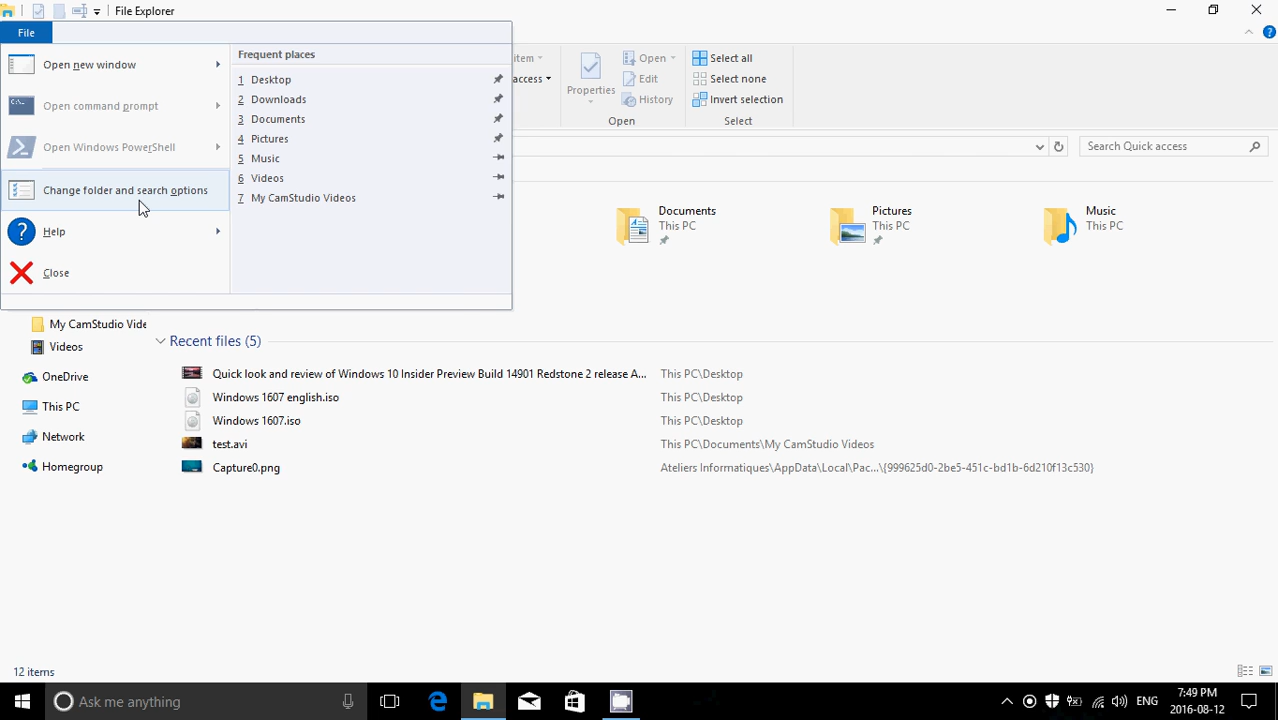 File Explorer
File
Open new window
Open command prompt
Open Windows PowerShell
Change folder and search options
Help
Close
Frequent places
1 Desktop
2 Downloads
3 Documents
4 Pictures
5 Music
6 Videos
7 My CamStudio Videos
item
access
Properties
Open
Edit
History
Open
Select all
Select none
Invert selection
Select
Search Quick access
Documents
This PC
Pictures
This PC
Music
This PC
My CamStudio Vide
Videos
OneDrive
This PC
Network
Homegroup
Recent files (5)
Quick look and review of Windows 10 Insider Preview Build 14901 Redstone 2 release A... This PC\Desktop
Windows 1607 english.iso This PC\Desktop
Windows 1607.iso This PC\Desktop
test.avi This PC\Documents\My CamStudio Videos
Capture0.png Ateliers Informatiques\AppData\Local\Pac...\{999625d0-2be5-451c-bd1b-6d210f13c530}
12 items
Ask me anything
ENG
7:49 PM
2016-08-12